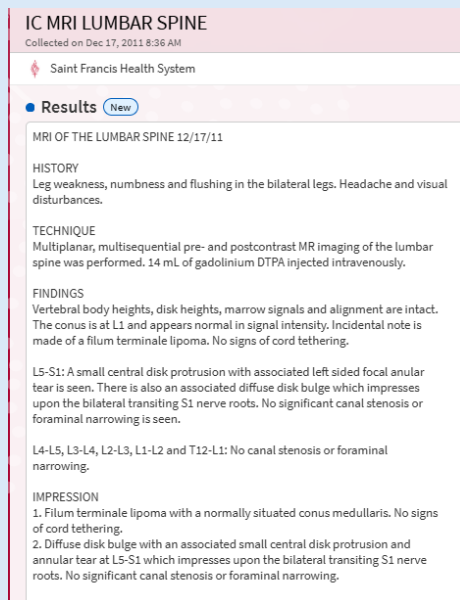 IC MRI LUMBAR SPINE
Collected on Dec 17, 2011 8:36 AM
Saint Francis Health System
Results New
MRI OF THE LUMBAR SPINE 12/17/11
HISTORY
Leg weakness, numbness and flushing in the bilateral legs. Headache and visual
disturbances.
TECHNIQUE
Multiplanar, multisequential pre- and postcontrast MR imaging of the lumbar
spine was performed. 14 mL of gadolinium DTPA injected intravenously.
FINDINGS
Vertebral body heights, disk heights, marrow signals and alignment are intact.
The conus is at L1 and appears normal in signal intensity. Incidental note is
made of a filum terminale lipoma. No signs of cord tethering.
L5-S1: A small central disk protrusion with associated left sided focal anular
tear is seen. There is also an associated diffuse disk bulge which impresses
upon the bilateral transiting S1 nerve roots. No significant canal stenosis or
foraminal narrowing is seen.
L4-L5, L3-L4, L2-L3, L1-L2 and T12-L1: No canal stenosis or foraminal
narrowing.
IMPRESSION
1. Filum terminale lipoma with a normally situated conus medullaris. No signs
of cord tethering.
2. Diffuse disk bulge with an associated small central disk protrusion and
annular tear at L5-S1 which impresses upon the bilateral transiting S1 nerve
roots. No significant canal stenosis or foraminal narrowing.